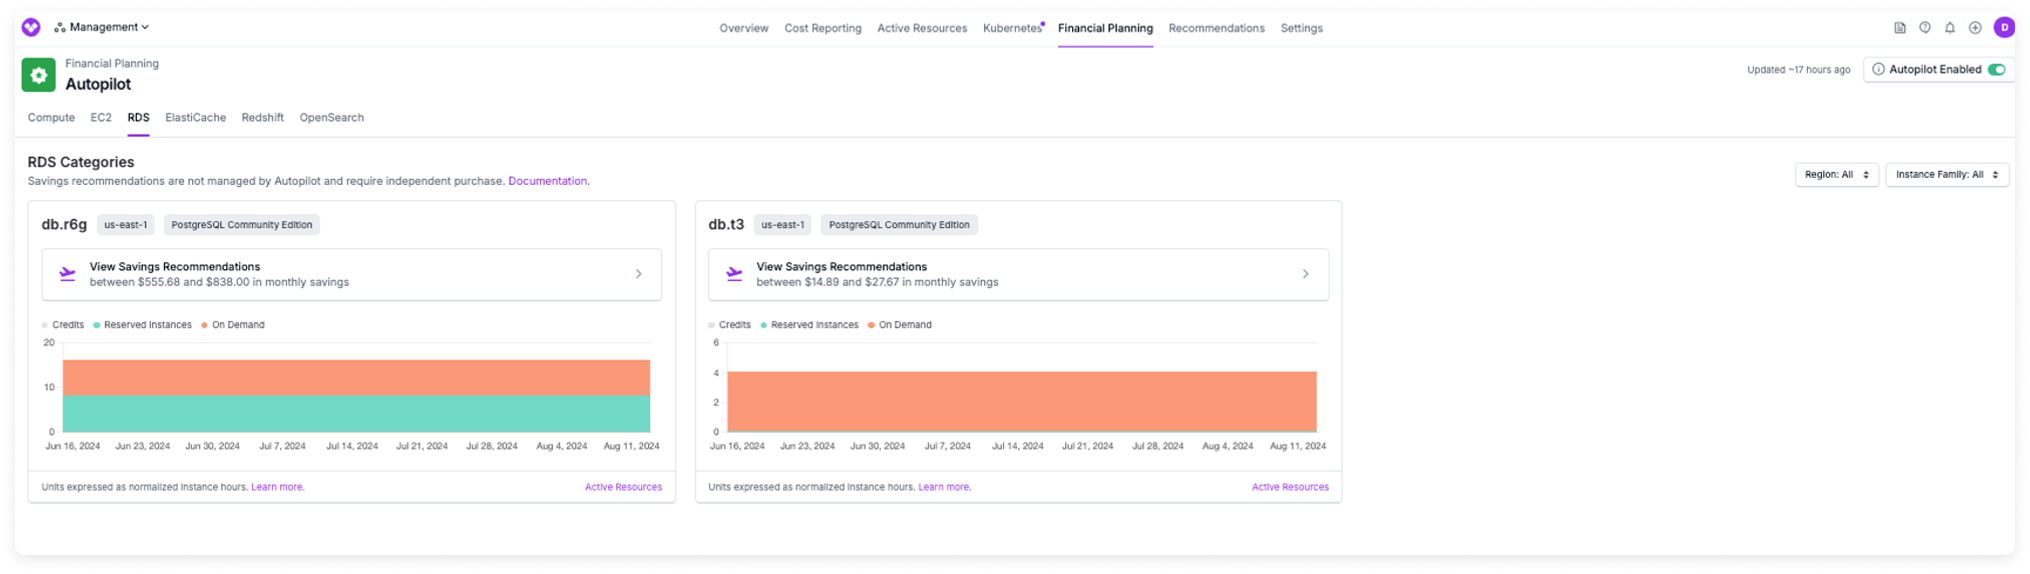 Management
Overview Cost Reporting Active Resources Kubernetes Financial Planning Recommendations Settings
D
Financial Planning
Autopilot
Updated ~17 hours ago
Autopilot Enabled
Compute EC2 RDS ElastiCache Redshift OpenSearch
RDS Categories
Savings recommendations are not managed by Autopilot and require independent purchase. Documentation.
Region: All
Instance Family: All
db.r6g us-east-1 PostgreSQL Community Edition
View Savings Recommendations
between $555.68 and $838.00 in monthly savings
Credits Reserved Instances On Demand
20
10
0
Jun 16, 2024 Jun 23, 2024 Jun 30, 2024 Jul 7, 2024 Jul 14, 2024 Jul 21, 2024 Jul 28, 2024 Aug 4, 2024 Aug 11, 2024
Units expressed as normalized instance hours. Learn more.
Active Resources
db.t3 us-east-1 PostgreSQL Community Edition
View Savings Recommendations
between $14.89 and $27.67 in monthly savings
Credits Reserved Instances On Demand
6
4
2
0
Jun 16, 2024 Jun 23, 2024 Jun 30, 2024 Jul 7, 2024 Jul 14, 2024 Jul 21, 2024 Jul 28, 2024 Aug 4, 2024 Aug 11, 2024
Units expressed as normalized instance hours. Learn more.
Active Resources